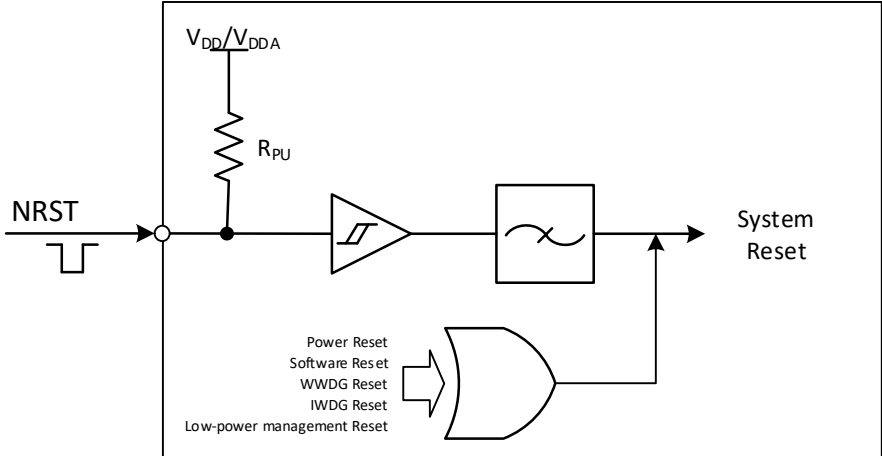 VDD/VDDA
RPU
NRST
System
Reset
Power Reset
Software Reset
WWDG Reset
IWDG Reset
Low-power management Reset